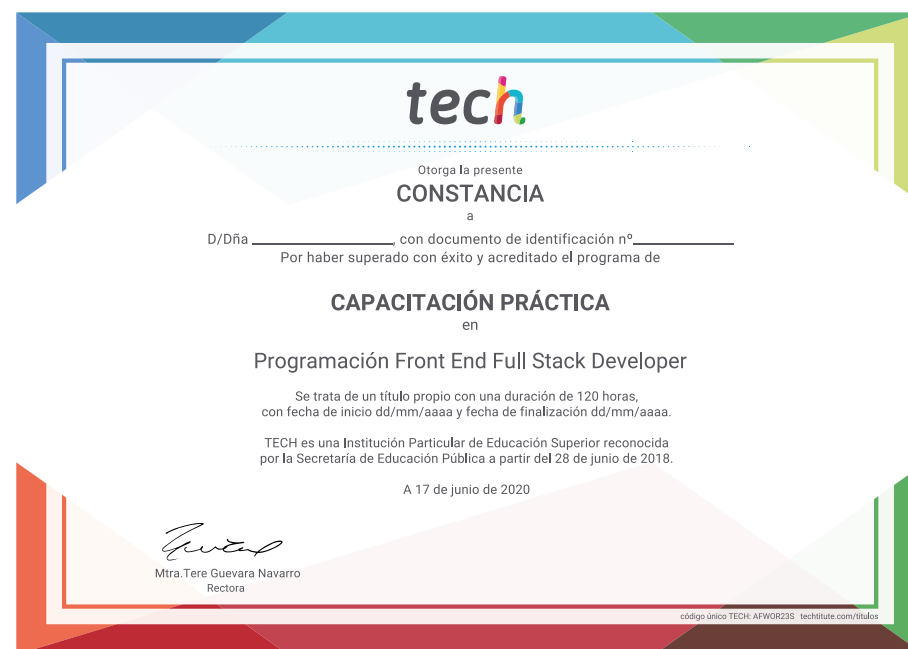 tech
Otorga la presente
CONSTANCIA
a
D/Dña ____________________, con documento de identificación nº______________
Por haber superado con éxito y acreditado el programa de
CAPACITACIÓN PRÁCTICA
en
Programación Front End Full Stack Developer
Se trata de un título propio con una duración de 120 horas,
con fecha de inicio dd/mm/aaaa y fecha de finalización dd/mm/aaaa.
TECH es una Institución Particular de Educación Superior reconocida
por la Secretaría de Educación Pública a partir del 28 de junio de 2018.
A 17 de junio de 2020
Mtra.Tere Guevara Navarro
Rectora
código único TECH: AFWOR23S techtitute.com/titulos